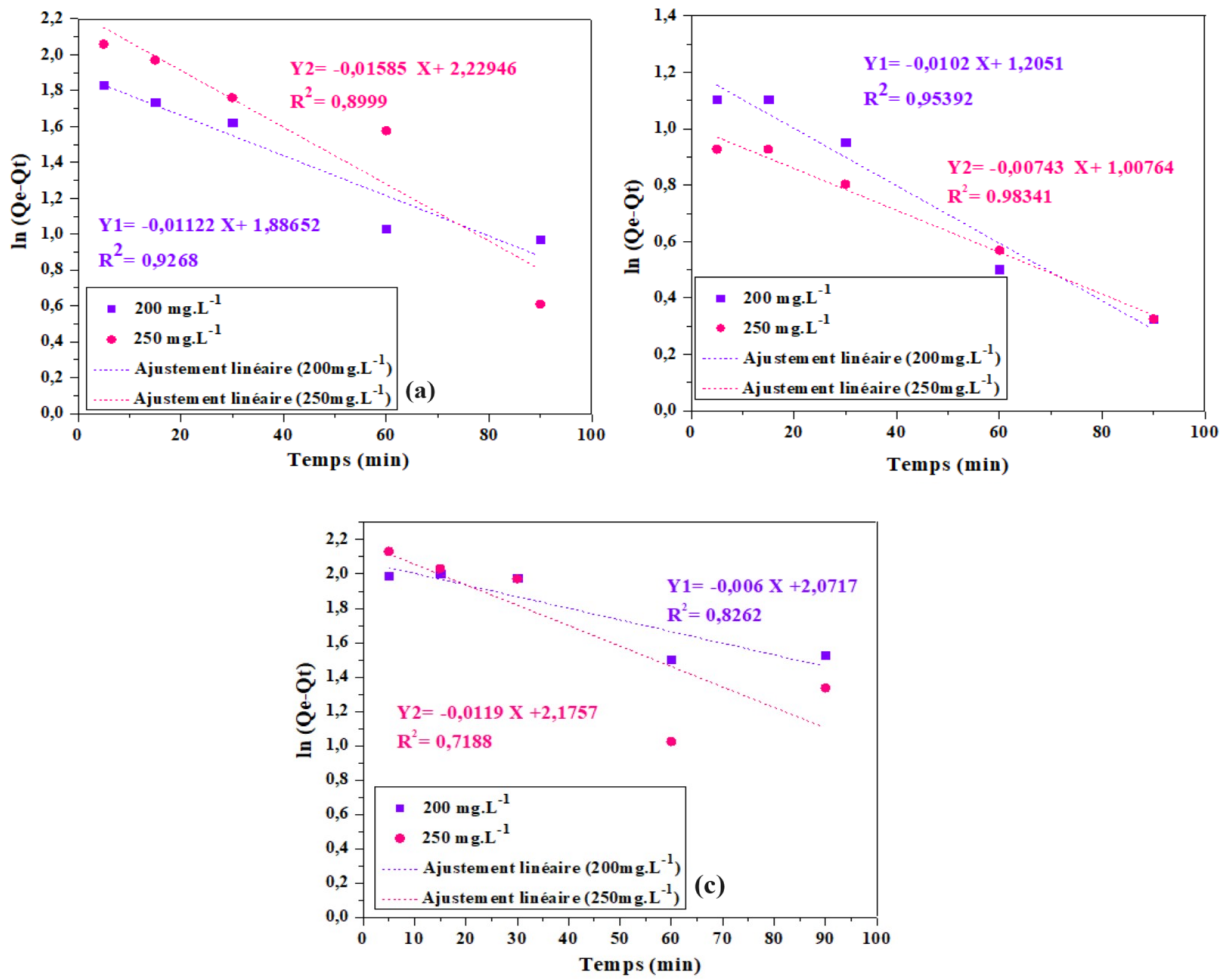 2,2
2,0
1,8
1,6
1,4
1,2
1,0
0,8
0,6
0,4
0,2
0,0
ln (Qe-Qt)
Y2= -0,01585 X+ 2,22946
R²= 0,8999
Y1= -0,01122 X+ 1,88652
R²= 0,9268
200 mg.L⁻¹
250 mg.L⁻¹
Ajustement linéaire (200mg.L⁻¹)
Ajustement linéaire (250mg.L⁻¹)
(a)
0 20 40 60 80 100
Temps (min)
1,4
1,2
1,0
0,8
0,6
0,4
0,2
0,0
ln (Qe-Qt)
Y1= -0,0102 X+ 1,2051
R²= 0,95392
Y2= -0,00743 X+ 1,00764
R²= 0.98341
200 mg.L⁻¹
250 mg.L⁻¹
Ajustement linéaire (200mg.L⁻¹)
Ajustement linéaire (250mg.L⁻¹)
0 20 40 60 80 100
Temps (min)
2,2
2,0
1,8
1,6
1,4
1,2
1,0
0,8
0,6
0,4
0,2
0,0
ln (Qe-Qt)
Y1= -0,006 X +2,0717
R²= 0,8262
Y2= -0,0119 X +2,1757
R²= 0,7188
200 mg.L⁻¹
250 mg.L⁻¹
Ajustement linéaire (200mg.L⁻¹)
Ajustement linéaire (250mg.L⁻¹)
(c)
0 10 20 30 40 50 60 70 80 90 100
Temps (min)